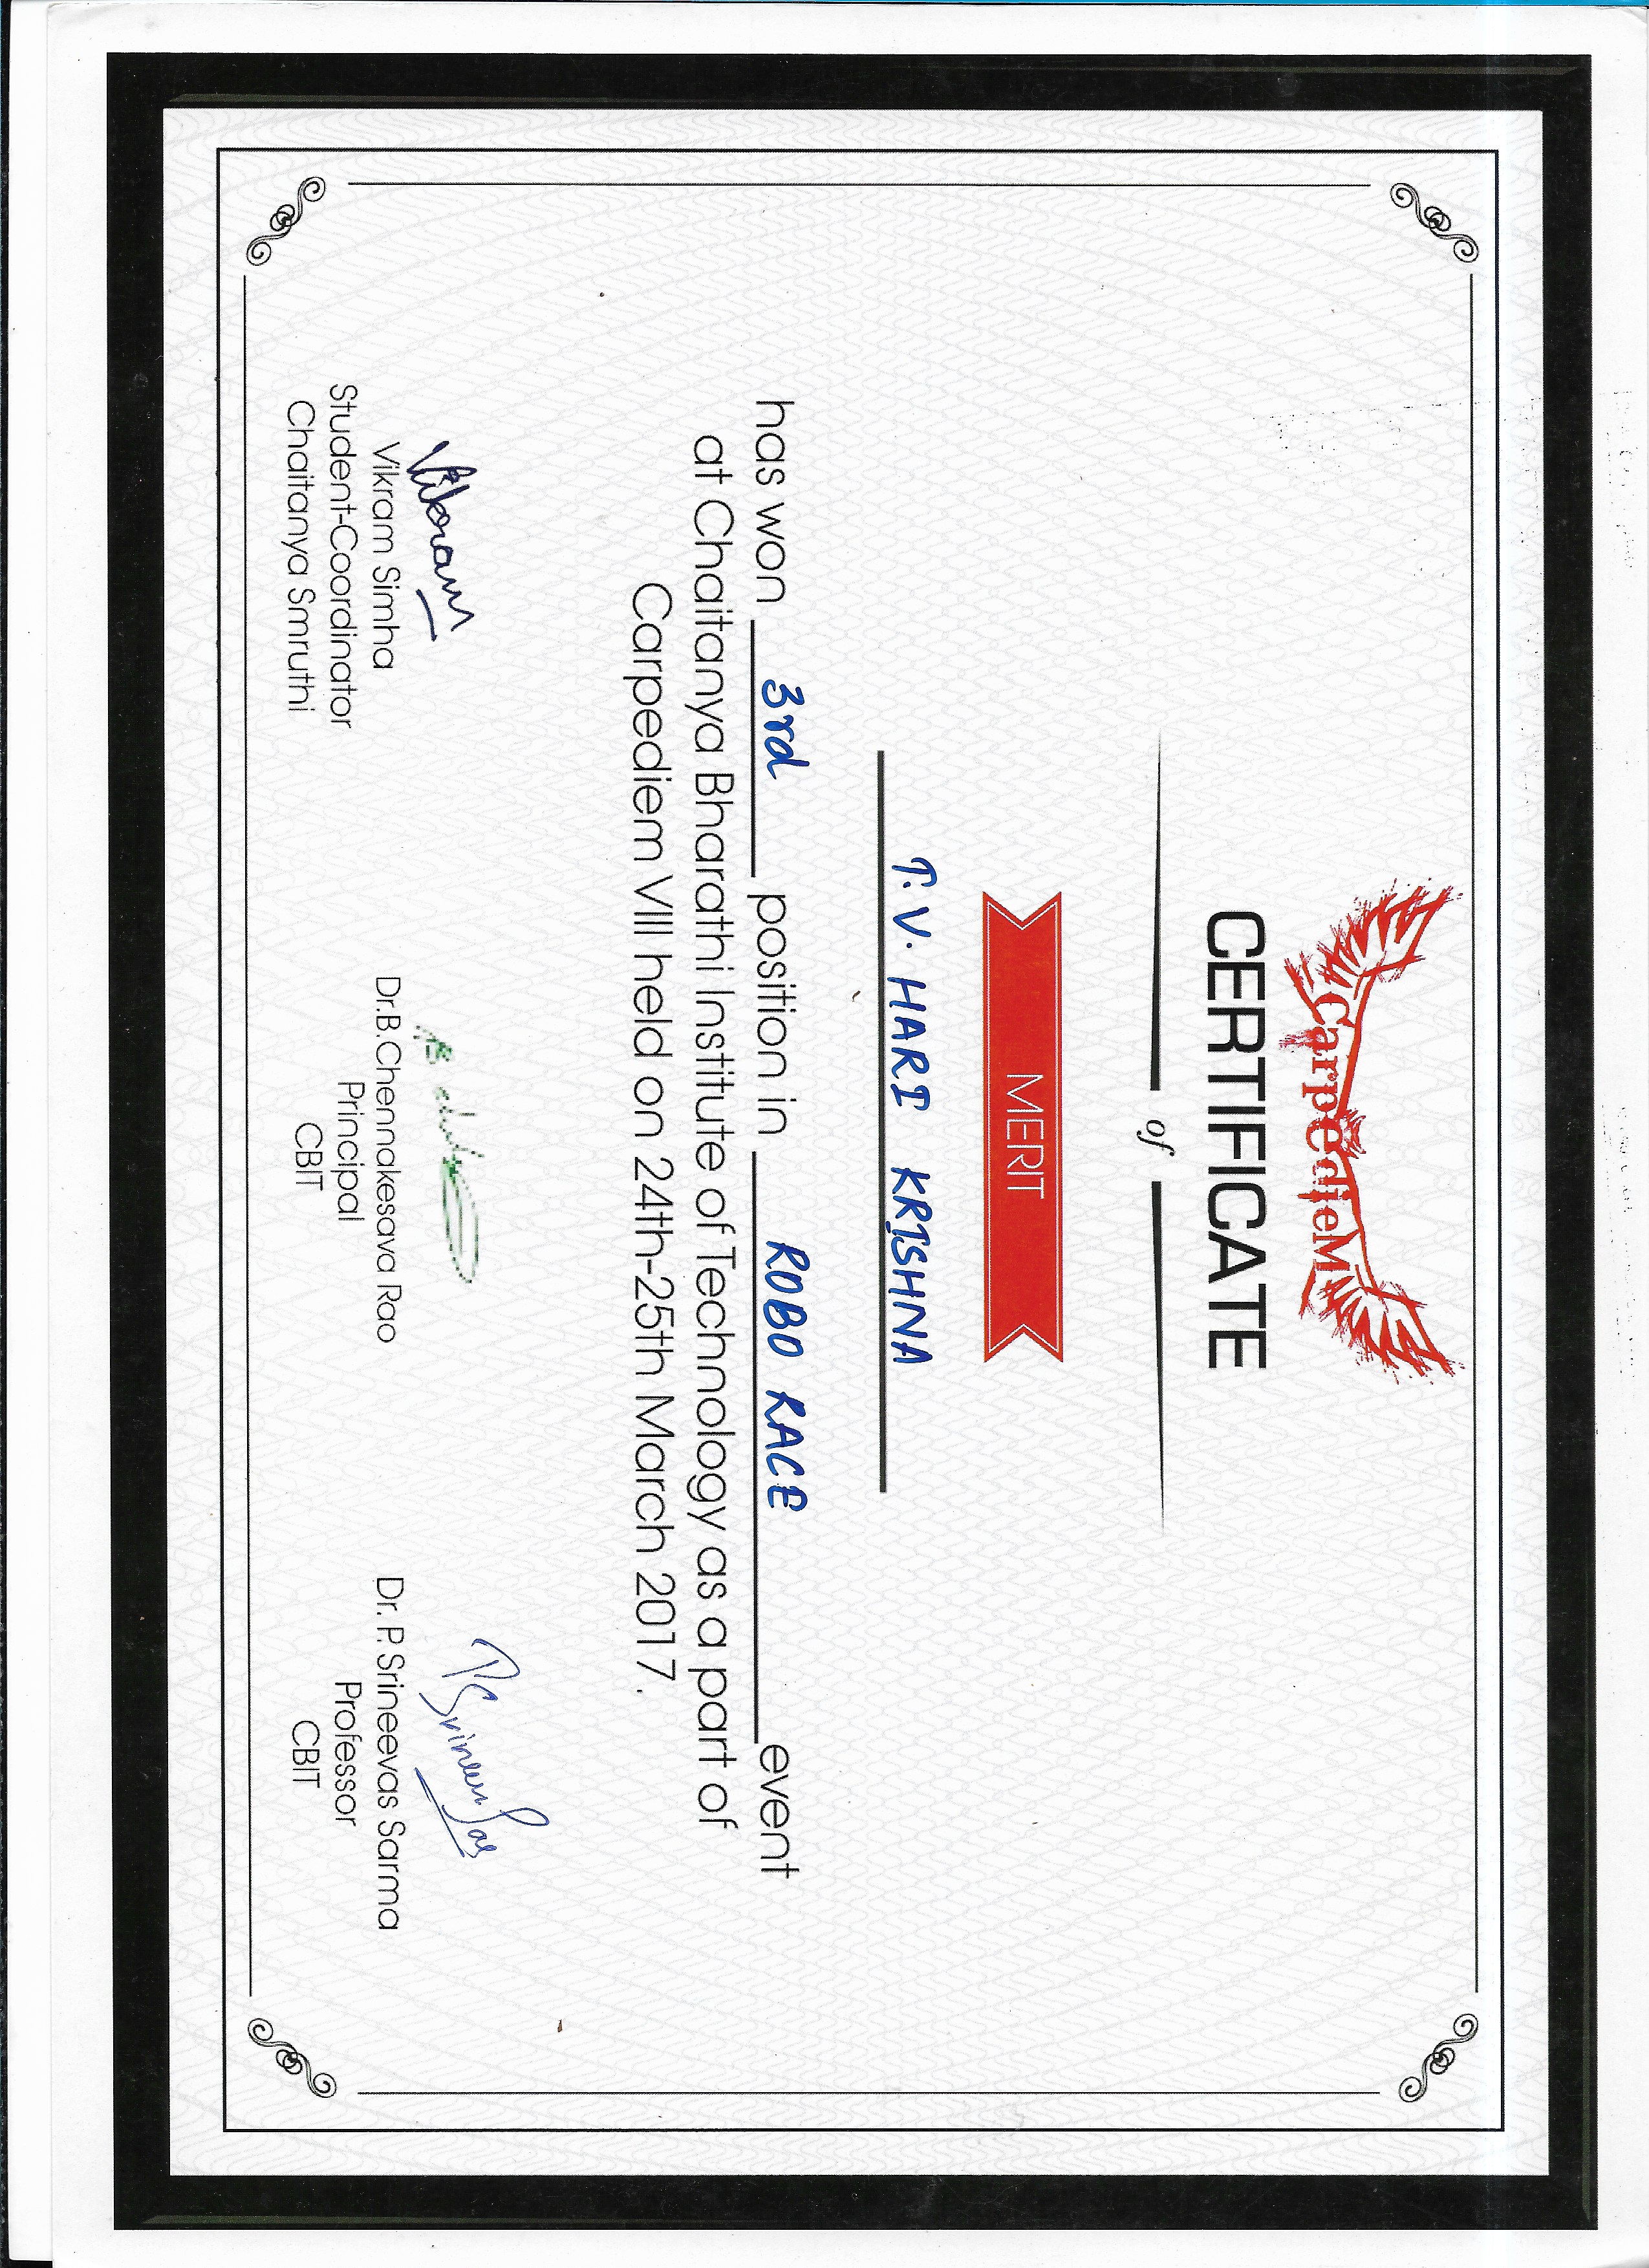 CarpedieM
CERTIFICATE
of
MERIT
T. V. HARI KRISHNA
has won 3rd position in ROBO RACE event
at Chaitanya Bharathi Institute of Technology as a part of
Carpediem VIII held on 24th-25th March 2017.
Vikram
P Srineevas
Vikram Simha
Student-Coordinator
Chaitanya Smruthi
Dr.B.Chennakesava Rao
Principal
CBIT
Dr. P. Srineevas Sarma
Professor
CBIT